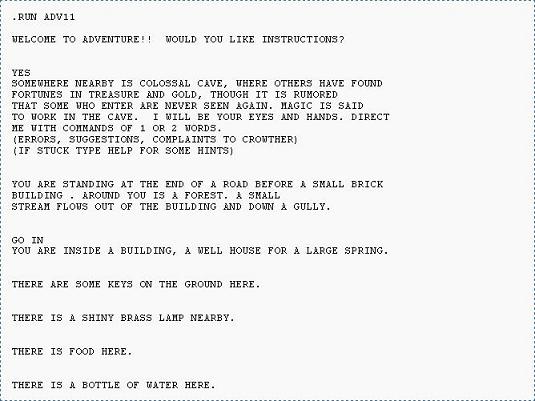 .RUN ADV11
WELCOME TO ADVENTURE!!  WOULD YOU LIKE INSTRUCTIONS?
YES
SOMEWHERE NEARBY IS COLOSSAL CAVE, WHERE OTHERS HAVE FOUND
FORTUNES IN TREASURE AND GOLD, THOUGH IT IS RUMORED
THAT SOME WHO ENTER ARE NEVER SEEN AGAIN. MAGIC IS SAID
TO WORK IN THE CAVE.  I WILL BE YOUR EYES AND HANDS. DIRECT
ME WITH COMMANDS OF 1 OR 2 WORDS.
(ERRORS, SUGGESTIONS, COMPLAINTS TO CROWTHER)
(IF STUCK TYPE HELP FOR SOME HINTS)
YOU ARE STANDING AT THE END OF A ROAD BEFORE A SMALL BRICK
BUILDING . AROUND YOU IS A FOREST. A SMALL
STREAM FLOWS OUT OF THE BUILDING AND DOWN A GULLY.
GO IN
YOU ARE INSIDE A BUILDING, A WELL HOUSE FOR A LARGE SPRING.
THERE ARE SOME KEYS ON THE GROUND HERE.
THERE IS A SHINY BRASS LAMP NEARBY.
THERE IS FOOD HERE.
THERE IS A BOTTLE OF WATER HERE.